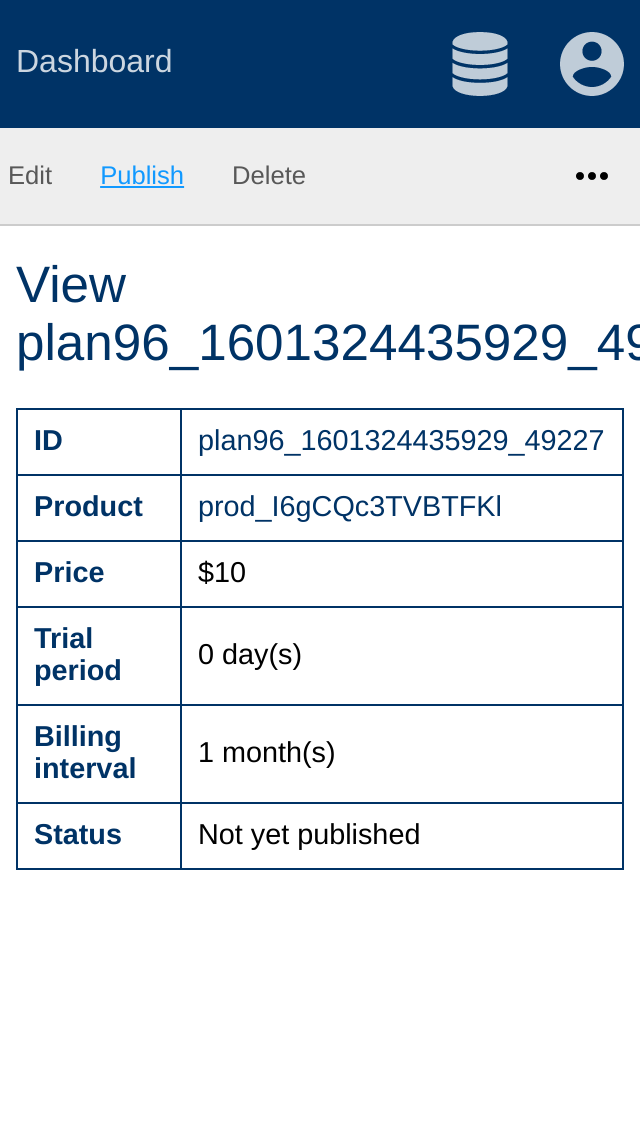 Dashboard
Edit Publish Delete
View
plan96_1601324435929_49
ID plan96_1601324435929_49227
Product prod_I6gCQc3TVBTFKl
Price $10
Trial
period 0 day(s)
Billing
interval 1 month(s)
Status Not yet published